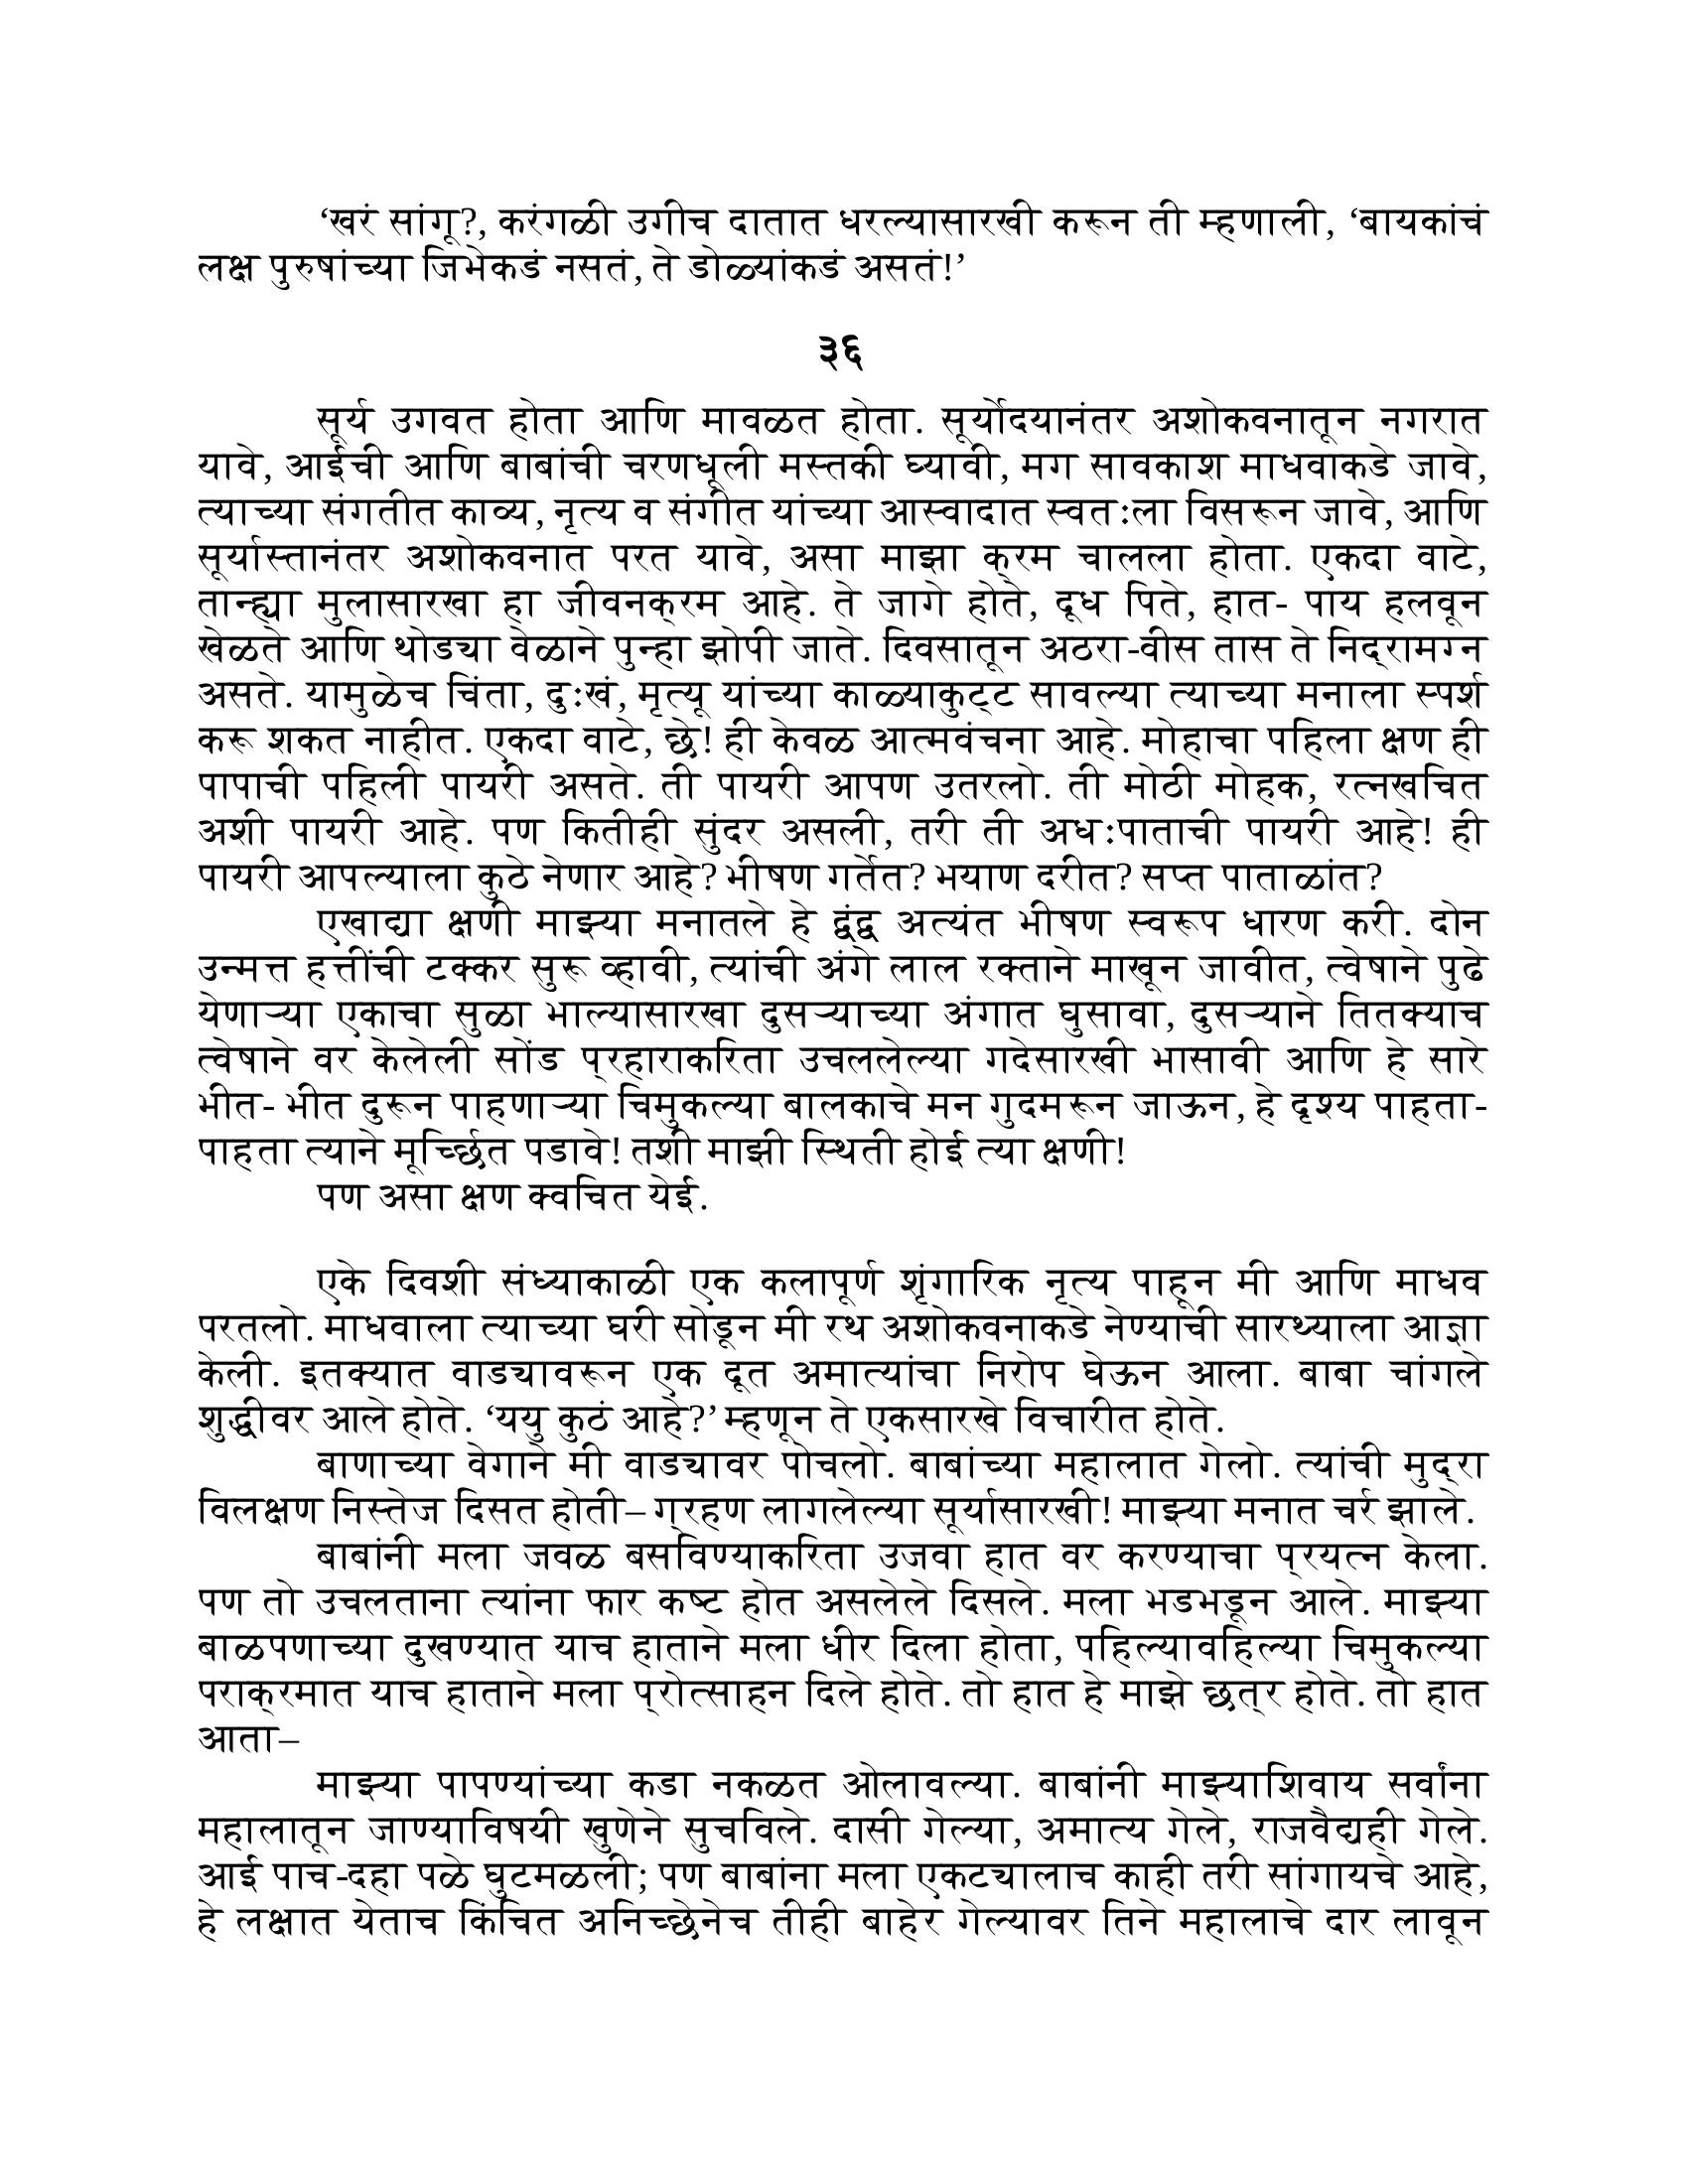 ‘खरं सांगू?, करंगळी उगीच दातात धरल्यासारखी करून ती म्हणाली, ‘बायकांचं
लक्ष पुरुषांच्या जिभेकडं नसतं, ते डोळ्यांकडं असतं!’
३६
सूर्य उगवत होता आणि मावळत होता. सूर्योदयानंतर अशोकवनातून नगरात
यावे, आईची आणि बाबांची चरणधूली मस्तकी घ्यावी, मग सावकाश माधवाकडे जावे,
त्याच्या संगतीत काव्य, नृत्य व संगीत यांच्या आस्वादात स्वतःला विसरून जावे, आणि
सूर्यास्तानंतर अशोकवनात परत यावे, असा माझा क्रम चालला होता. एकदा वाटे,
तान्ह्या मुलासारखा हा जीवनक्रम आहे. ते जागे होते, दूध पिते, हात- पाय हलवून
खेळते आणि थोड्या वेळाने पुन्हा झोपी जाते. दिवसातून अठरा-वीस तास ते निद्रामग्न
असते. यामुळेच चिंता, दुःखं, मृत्यू यांच्या काळ्याकुट्ट सावल्या त्याच्या मनाला स्पर्श
करू शकत नाहीत. एकदा वाटे, छे! ही केवळ आत्मवंचना आहे. मोहाचा पहिला क्षण ही
पापाची पहिली पायरी असते. ती पायरी आपण उतरलो. ती मोठी मोहक, रत्नखचित
अशी पायरी आहे. पण कितीही सुंदर असली, तरी ती अधःपाताची पायरी आहे! ही
पायरी आपल्याला कुठे नेणार आहे? भीषण गर्तेत? भयाण दरीत? सप्त पाताळांत?
एखाद्या क्षणी माझ्या मनातले हे द्वंद्व अत्यंत भीषण स्वरूप धारण करी. दोन
उन्मत्त हत्तींची टक्कर सुरू व्हावी, त्यांची अंगे लाल रक्ताने माखून जावीत, त्वेषाने पुढे
येणाऱ्या एकाचा सुळा भाल्यासारखा दुसऱ्याच्या अंगात घुसावा, दुसऱ्याने तितक्याच
त्वेषाने वर केलेली सोंड प्रहाराकरिता उचललेल्या गदेसारखी भासावी आणि हे सारे
भीत- भीत दुरून पाहणाऱ्या चिमुकल्या बालकाचे मन गुदमरून जाऊन, हे दृश्य पाहता-
पाहता त्याने मूर्च्छित पडावे! तशी माझी स्थिती होई त्या क्षणी!
पण असा क्षण क्वचित येई.
एके दिवशी संध्याकाळी एक कलापूर्ण शृंगारिक नृत्य पाहून मी आणि माधव
परतलो. माधवाला त्याच्या घरी सोडून मी रथ अशोकवनाकडे नेण्याची सारथ्याला आज्ञा
केली. इतक्यात वाड्यावरून एक दूत अमात्यांचा निरोप घेऊन आला. बाबा चांगले
शुद्धीवर आले होते. ‘ययु कुठं आहे?’ म्हणून ते एकसारखे विचारीत होते.
बाणाच्या वेगाने मी वाड्यावर पोचलो. बाबांच्या महालात गेलो. त्यांची मुद्रा
विलक्षण निस्तेज दिसत होती– ग्रहण लागलेल्या सूर्यासारखी! माझ्या मनात चर्र झाले.
बाबांनी मला जवळ बसविण्याकरिता उजवा हात वर करण्याचा प्रयत्न केला.
पण तो उचलताना त्यांना फार कष्ट होत असलेले दिसले. मला भडभडून आले. माझ्या
बाळपणाच्या दुखण्यात याच हाताने मला धीर दिला होता, पहिल्यावहिल्या चिमुकल्या
पराक्रमात याच हाताने मला प्रोत्साहन दिले होते. तो हात हे माझे छत्र होते. तो हात
आता–
माझ्या पापण्यांच्या कडा नकळत ओलावल्या. बाबांनी माझ्याशिवाय सर्वांना
महालातून जाण्याविषयी खुणेने सुचविले. दासी गेल्या, अमात्य गेले, राजवैद्यही गेले.
आई पाच-दहा पळे घुटमळली; पण बाबांना मला एकट्यालाच काही तरी सांगायचे आहे,
हे लक्षात येताच किंचित अनिच्छेनेच तीही बाहेर गेल्यावर तिने महालाचे दार लावून